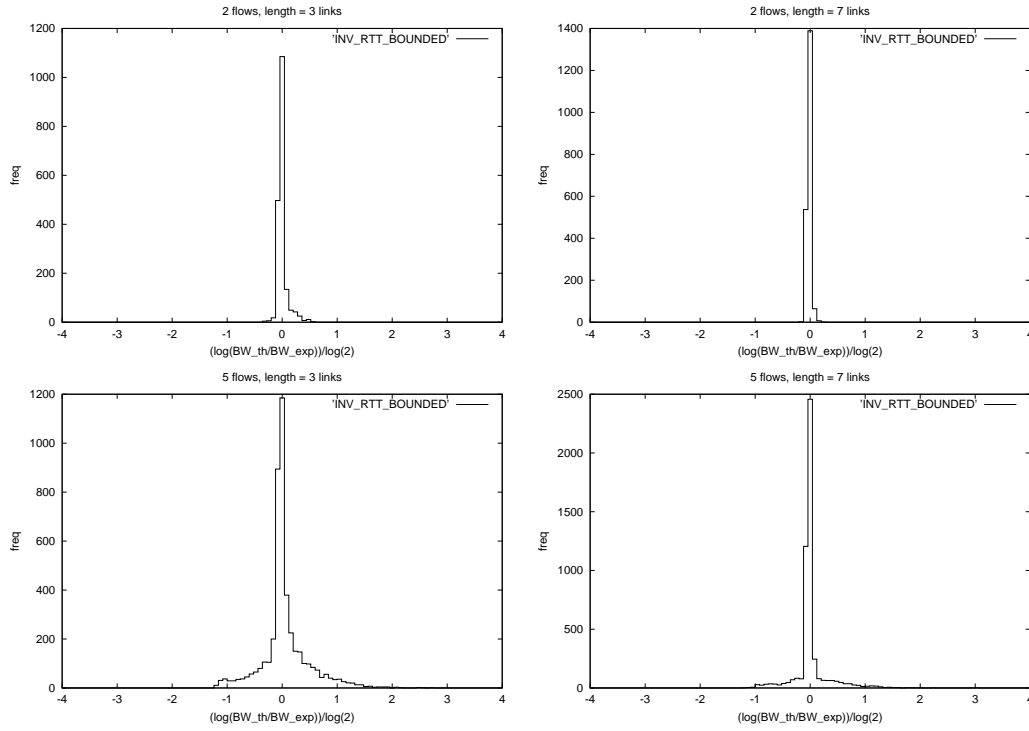 2 flows, length = 3 links
1200
1000
800
600
400
200
0
freq
'INV_RTT_BOUNDED'
-4 -3 -2 -1 0 1 2 3 4
(log(BW_th/BW_exp))/log(2)
2 flows, length = 7 links
1400
1200
1000
800
600
400
200
0
freq
'INV_RTT_BOUNDED'
-4 -3 -2 -1 0 1 2 3 4
(log(BW_th/BW_exp))/log(2)
5 flows, length = 3 links
1200
1000
800
600
400
200
0
freq
'INV_RTT_BOUNDED'
-4 -3 -2 -1 0 1 2 3 4
(log(BW_th/BW_exp))/log(2)
5 flows, length = 7 links
2500
2000
1500
1000
500
0
freq
'INV_RTT_BOUNDED'
-4 -3 -2 -1 0 1 2 3 4
(log(BW_th/BW_exp))/log(2)